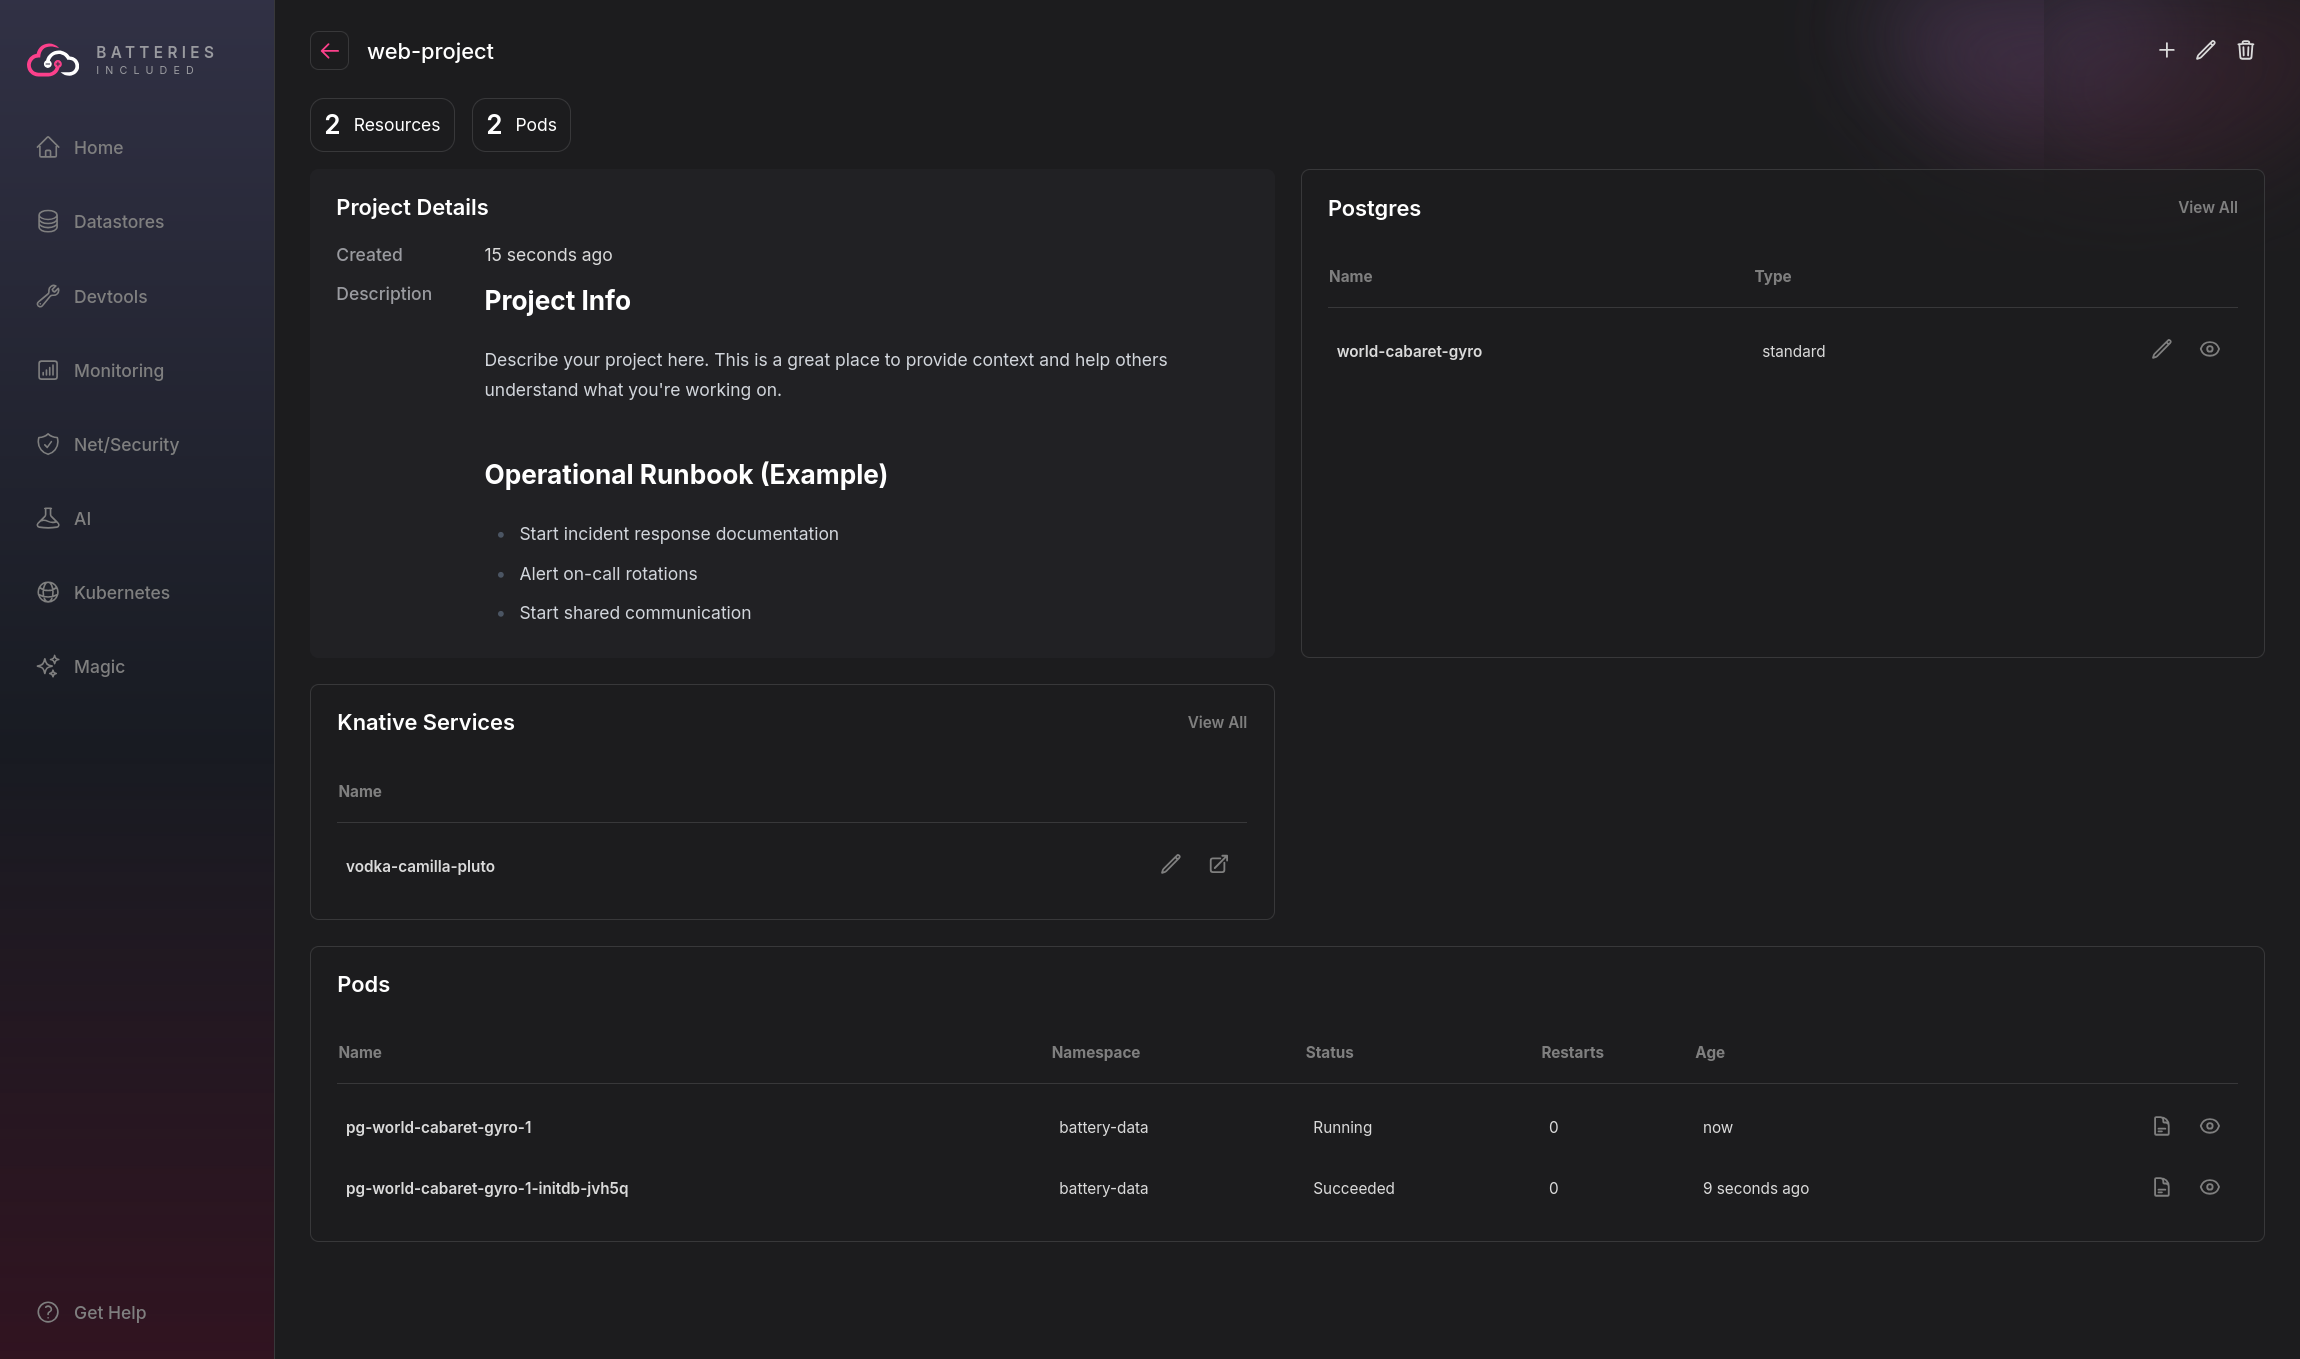 BATTERIES
INCLUDED
Home
Datastores
Devtools
Monitoring
Net/Security
AI
Kubernetes
Magic
Get Help
web-project
2 Resources
2 Pods
Project Details
Created 15 seconds ago
Description
Project Info
Describe your project here. This is a great place to provide context and help others
understand what you're working on.
Operational Runbook (Example)
Start incident response documentation
Alert on-call rotations
Start shared communication
Postgres View All
Name Type
world-cabaret-gyro standard
Knative Services View All
Name
vodka-camilla-pluto
Pods
Name Namespace Status Restarts Age
pg-world-cabaret-gyro-1 battery-data Running 0 now
pg-world-cabaret-gyro-1-initdb-jvh5q battery-data Succeeded 0 9 seconds ago